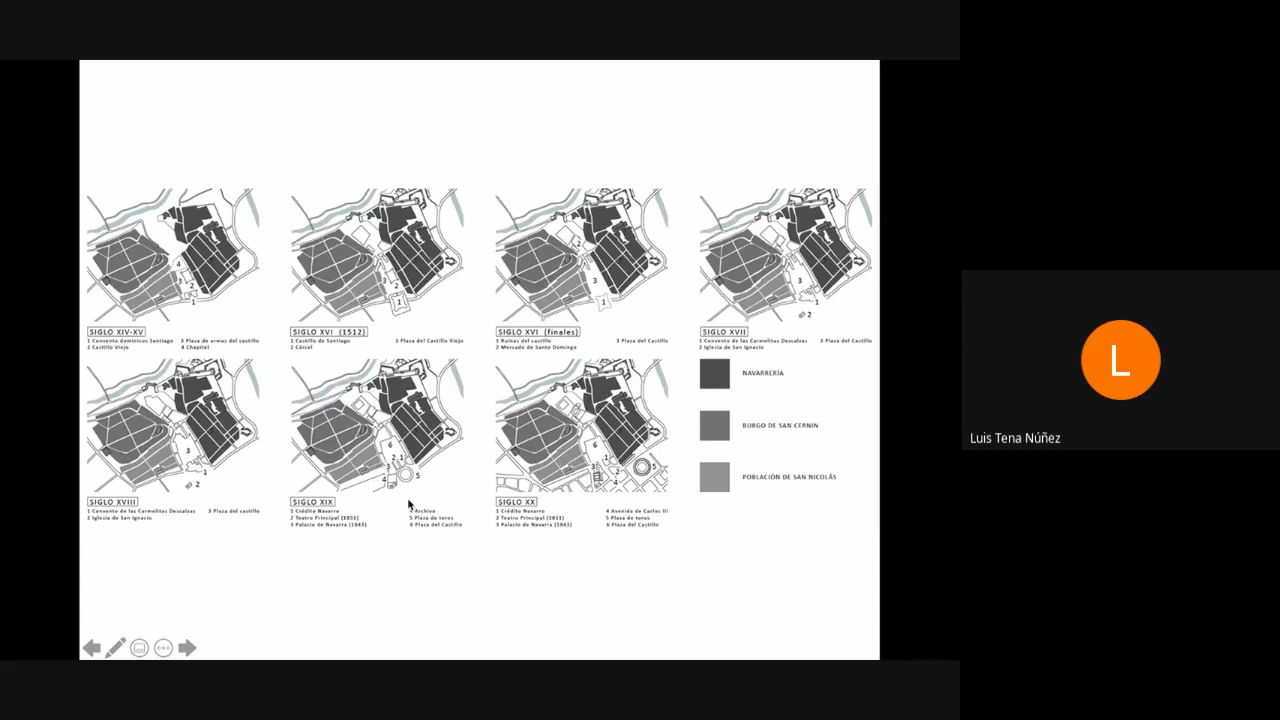 SIGLO XIV-XV
1 Convento dominicos Santiago 3 Plaza de armas del castillo
2 Castillo Viejo 4 Chapitel
SIGLO XVI (1512)
1 Castillo de Santiago 3 Plaza del Castillo Viejo
2 Cárcel
SIGLO XVI (finales)
1 Ruinas del castillo 3 Plaza del Castillo
2 Mercado de Santo Domingo
SIGLO XVII
1 Convento de las Carmelitas Descalzas 3 Plaza del Castillo
2 Iglesia de San Ignacio
NAVARRERÍA
BURGO DE SAN CERNIN
POBLACIÓN DE SAN NICOLÁS
SIGLO XVIII
1 Convento de las Carmelitas Descalzas 3 Plaza del castillo
2 Iglesia de San Ignacio
SIGLO XIX
1 Crédito Navarro 4 Archivo
2 Teatro Principal (1851) 5 Plaza de toros
3 Palacio de Navarra (1843) 6 Plaza del Castillo
SIGLO XX
1 Crédito Navarro 4 Avenida de Carlos III
2 Teatro Principal (1851) 5 Plaza de toros
3 Palacio de Navarra (1843) 6 Plaza del Castillo
L
Luis Tena Núñez